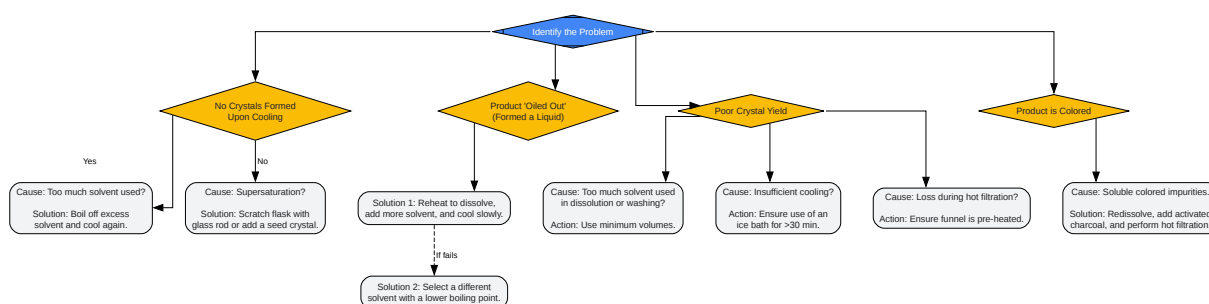 Identify the Problem
No Crystals Formed
Upon Cooling
Product 'Oiled Out'
(Formed a Liquid)
Poor Crystal Yield
Product is Colored
Yes
No
If fails
Cause: Too much solvent used?
Solution: Boil off excess
solvent and cool again.
Cause: Supersaturation?
Solution: Scratch flask with
glass rod or add a seed crystal.
Solution 1: Reheat to dissolve,
add more solvent, and cool slowly.
Solution 2: Select a different
solvent with a lower boiling point.
Cause: Too much solvent used
in dissolution or washing?
Action: Use minimum volumes.
Cause: Insufficient cooling?
Action: Ensure use of an
ice bath for >30 min.
Cause: Loss during hot filtration?
Action: Ensure funnel is pre-heated.
Cause: Soluble colored impurities.
Solution: Redissolve, add activated
charcoal, and perform hot filtration